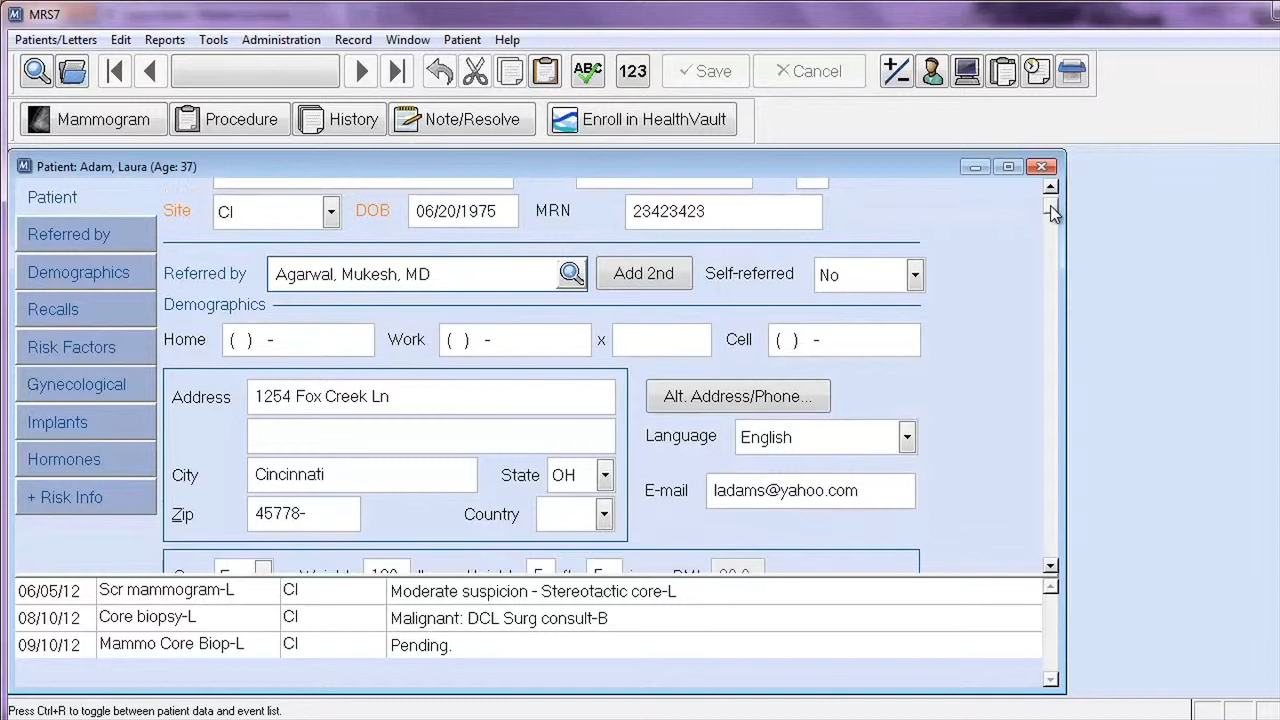 MRS7
Patients/Letters Edit Reports Tools Administration Record Window Patient Help
ABC 123 Save Cancel
Mammogram Procedure History Note/Resolve Enroll in HealthVault
Patient: Adam, Laura (Age: 37)
Patient
Site CI DOB 06/20/1975 MRN 23423423
Referred by
Referred by Agarwal, Mukesh, MD Add 2nd Self-referred No
Demographics
Demographics
Recalls
Home ( ) - Work ( ) - x Cell ( ) -
Risk Factors
Gynecological
Address 1254 Fox Creek Ln Alt. Address/Phone...
Implants
Language English
Hormones
City Cincinnati State OH
+ Risk Info
E-mail ladams@yahoo.com
Zip 45778- Country
06/05/12 Scr mammogram-L CI Moderate suspicion - Stereotactic core-L
08/10/12 Core biopsy-L CI Malignant: DCL Surg consult-B
09/10/12 Mammo Core Biop-L CI Pending.
Press Ctrl+R to toggle between patient data and event list.